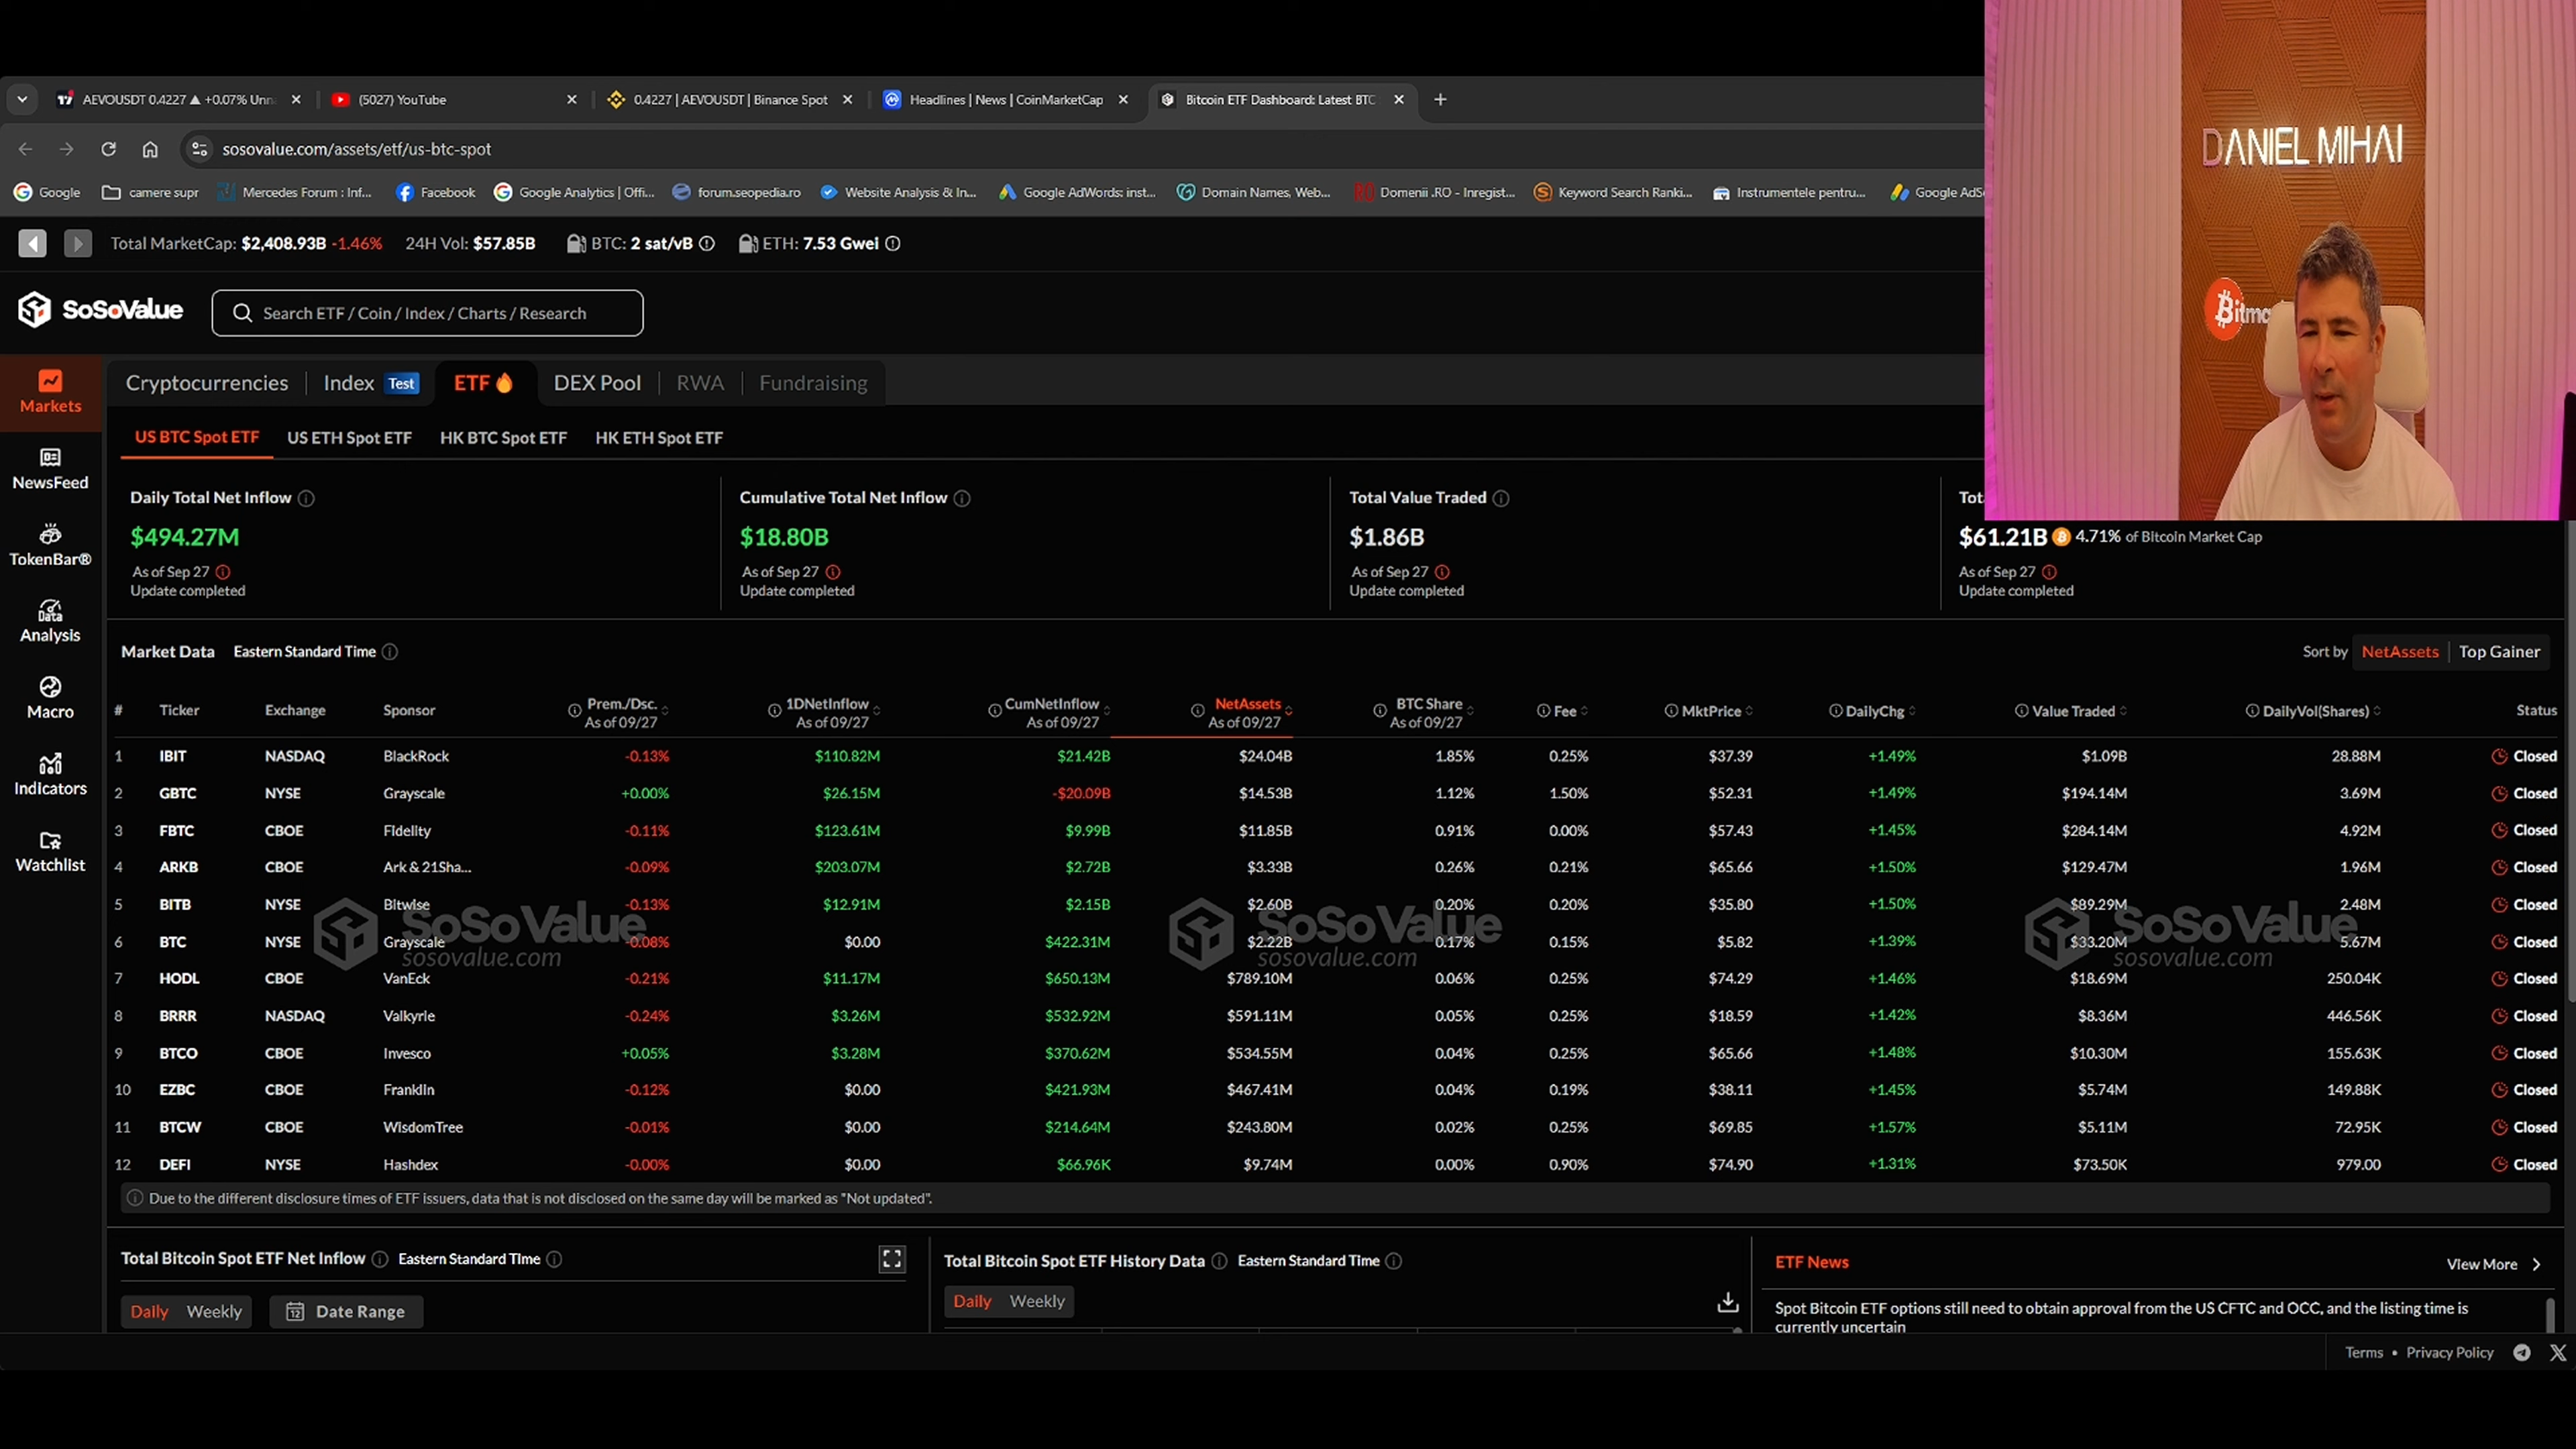 AEVOUSDT 0.4227 ▲ +0.07% Unn
(5027) YouTube
0.4227 | AEVOUSDT | Binance Spot
Headlines | News | CoinMarketCap
Bitcoin ETF Dashboard: Latest BTC
sosovalue.com/assets/etf/us-btc-spot
Google camere supr Mercedes Forum : Inf... Facebook Google Analytics | Offi... forum.seopedia.ro Website Analysis & In... Google AdWords: inst... Domain Names, Web... Domenii .RO - Inregist... Keyword Search Ranki... Instrumentele pentru... Google AdSe
DANIEL MIHAI
Total MarketCap: $2,408.93B -1.46% 24H Vol: $57.85B BTC: 2 sat/vB ETH: 7.53 Gwei
SoSoValue
Search ETF / Coin / Index / Charts / Research
Markets
NewsFeed
TokenBar®
Data
Analysis
Macro
Indicators
Watchlist
Cryptocurrencies Index Test ETF DEX Pool RWA Fundraising
US BTC Spot ETF US ETH Spot ETF HK BTC Spot ETF HK ETH Spot ETF
Daily Total Net Inflow
$494.27M
As of Sep 27
Update completed
Cumulative Total Net Inflow
$18.80B
As of Sep 27
Update completed
Total Value Traded
$1.86B
As of Sep 27
Update completed
Tot
$61.21B 4.71% of Bitcoin Market Cap
As of Sep 27
Update completed
Market Data Eastern Standard Time
Sort by NetAssets Top Gainer
# Ticker Exchange Sponsor Prem./Dsc. As of 09/27 1DNetInflow As of 09/27 CumNetInflow As of 09/27 NetAssets As of 09/27 BTC Share As of 09/27 Fee MktPrice DailyChg Value Traded DailyVol(Shares) Status
1 IBIT NASDAQ BlackRock -0.13% $110.82M $21.42B $24.04B 1.85% 0.25% $37.39 +1.49% $1.09B 28.88M Closed
2 GBTC NYSE Grayscale +0.00% $26.15M -$20.09B $14.53B 1.12% 1.50% $52.31 +1.49% $194.14M 3.69M Closed
3 FBTC CBOE Fidelity -0.11% $123.61M $9.99B $11.85B 0.91% 0.00% $57.43 +1.45% $284.14M 4.92M Closed
4 ARKB CBOE Ark & 21Sha... -0.09% $203.07M $2.72B $3.33B 0.26% 0.21% $65.66 +1.50% $129.47M 1.96M Closed
5 BITB NYSE Bitwise -0.13% $12.91M $2.15B $2.60B 0.20% 0.20% $35.80 +1.50% $89.29M 2.48M Closed
6 BTC NYSE Grayscale -0.08% $0.00 $422.31M $2.22B 0.17% 0.15% $5.82 +1.39% $33.20M 5.67M Closed
7 HODL CBOE VanEck -0.21% $11.17M $650.13M $789.10M 0.06% 0.25% $74.29 +1.46% $18.69M 250.04K Closed
8 BRRR NASDAQ Valkyrie -0.24% $3.26M $532.92M $591.11M 0.05% 0.25% $18.59 +1.42% $8.36M 446.56K Closed
9 BTCO CBOE Invesco +0.05% $3.28M $370.62M $534.55M 0.04% 0.25% $65.66 +1.48% $10.30M 155.63K Closed
10 EZBC CBOE Franklin -0.12% $0.00 $421.93M $467.41M 0.04% 0.19% $38.11 +1.45% $5.74M 149.88K Closed
11 BTCW CBOE WisdomTree -0.01% $0.00 $214.64M $243.80M 0.02% 0.25% $69.85 +1.57% $5.11M 72.95K Closed
12 DEFI NYSE Hashdex -0.00% $0.00 $66.96K $9.74M 0.00% 0.90% $74.90 +1.31% $73.50K 979.00 Closed
SoSoValue SoSoValue SoSoValue
sosovalue.com sosovalue.com sosovalue.com
Due to the different disclosure times of ETF issuers, data that is not disclosed on the same day will be marked as "Not updated".
Total Bitcoin Spot ETF Net Inflow Eastern Standard Time
Daily Weekly 12 Date Range
Total Bitcoin Spot ETF History Data Eastern Standard Time
Daily Weekly
ETF News View More
Spot Bitcoin ETF options still need to obtain approval from the US CFTC and OCC, and the listing time is
currently uncertain
Terms • Privacy Policy